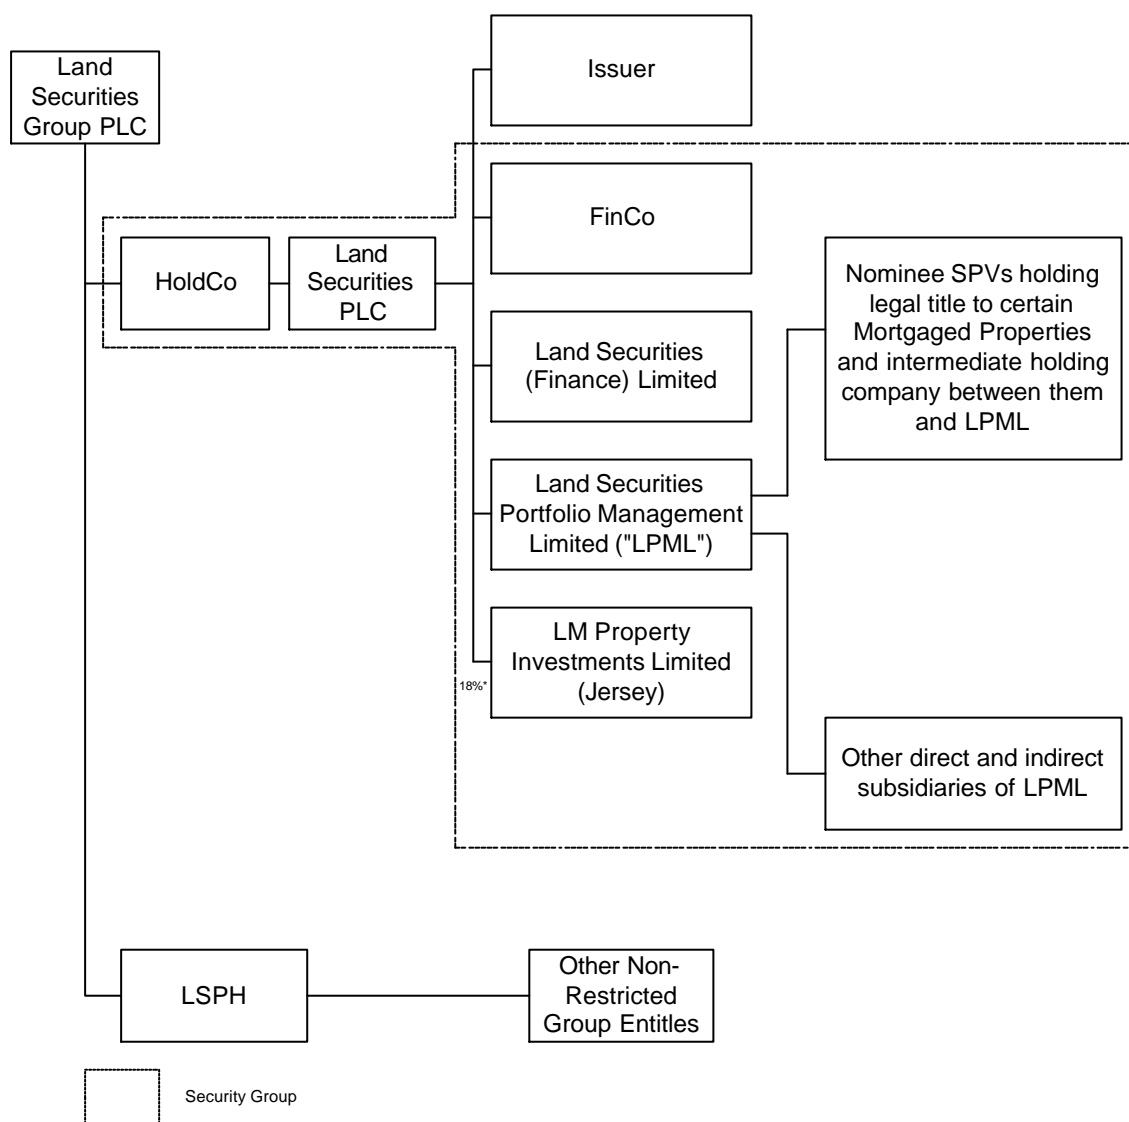 Land
Securities
Group PLC
Issuer
FinCo
HoldCo
Land
Securities
PLC
Nominee SPVs holding
legal title to certain
Mortgaged Properties
and intermediate holding
company between them
and LPML
Land Securities
(Finance) Limited
Land Securities
Portfolio Management
Limited ("LPML")
LM Property
Investments Limited
(Jersey)
18%*
Other direct and indirect
subsidiaries of LPML
LSPH
Other Non-
Restricted
Group Entitles
Security Group